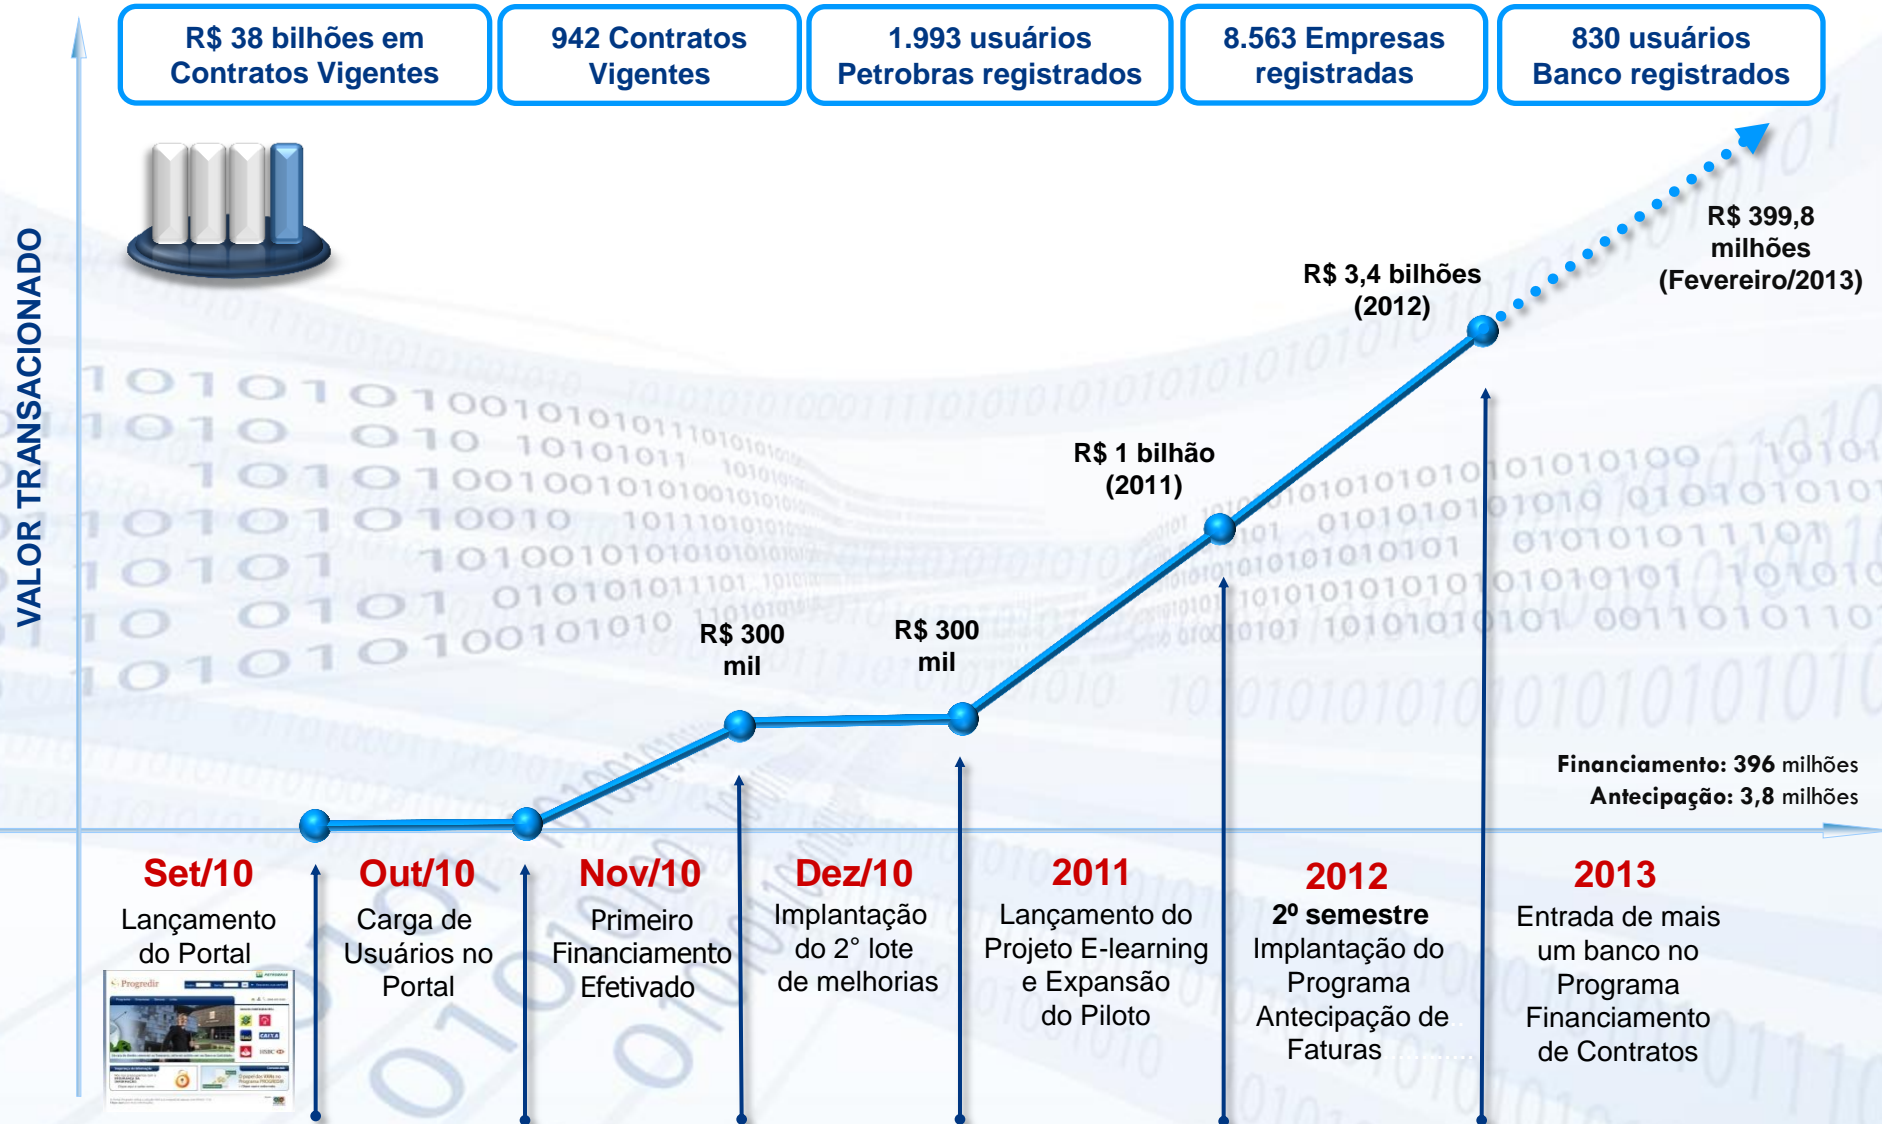 R$ 38 bilhões em
Contratos Vigentes
942 Contratos
Vigentes
1.993 usuários
Petrobras registrados
8.563 Empresas
registradas
830 usuários
Banco registrados
VALOR TRANSACIONADO
R$ 399,8
milhões
(Fevereiro/2013)
R$ 3,4 bilhões
(2012)
R$ 1 bilhão
(2011)
R$ 300
mil
R$ 300
mil
Financiamento: 396 milhões
Antecipação: 3,8 milhões
Set/10
Lançamento
do Portal
Progredir
Out/10
Carga de
Usuários no
Portal
Nov/10
Primeiro
Financiamento
Efetivado
Dez/10
Implantação
do 2° lote
de melhorias
2011
Lançamento do
Projeto E-learning
e Expansão
do Piloto
2012
2º semestre
Implantação do
Programa
Antecipação de
Faturas
2013
Entrada de mais
um banco no
Programa
Financiamento
de Contratos